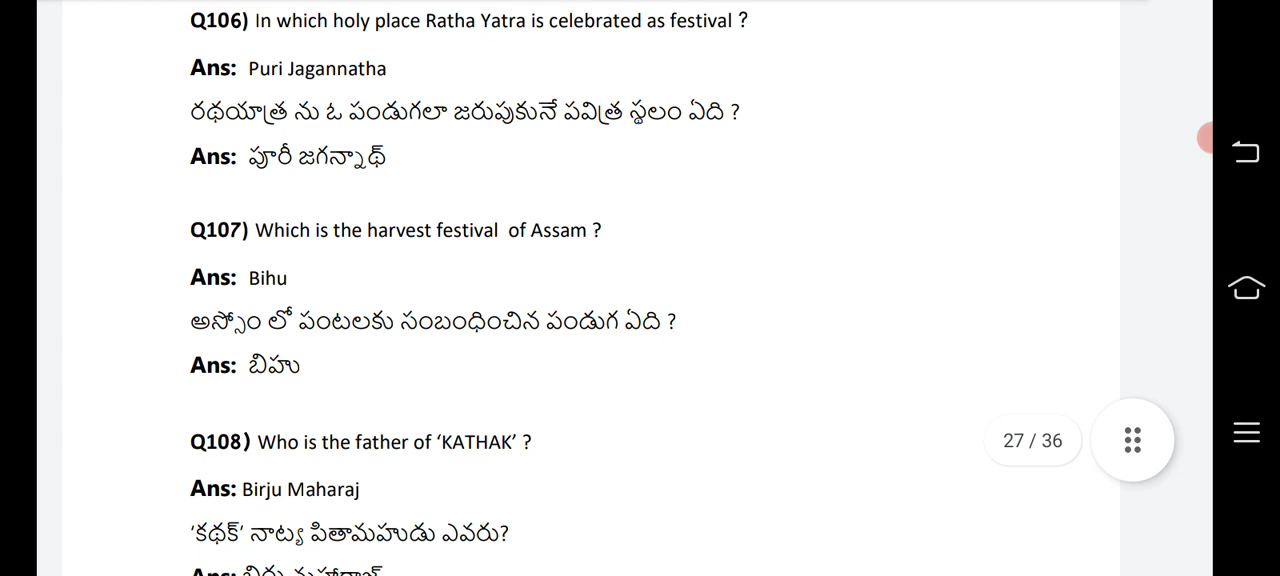 Q106) In which holy place Ratha Yatra is celebrated as festival ?
Ans: Puri Jagannatha
రథయాత్ర ను ఓ పండుగలా జరుపుకునే పవిత్ర స్థలం ఏది ?
Ans: పూరీ జగన్నాథ్
Q107) Which is the harvest festival of Assam ?
Ans: Bihu
అస్సోం లో పంటలకు సంబంధించిన పండుగ ఏది ?
Ans: బిహు
Q108) Who is the father of ‘KATHAK’ ?
27 / 36
Ans: Birju Maharaj
‘కథక్’ నాట్య పితామహుడు ఎవరు?